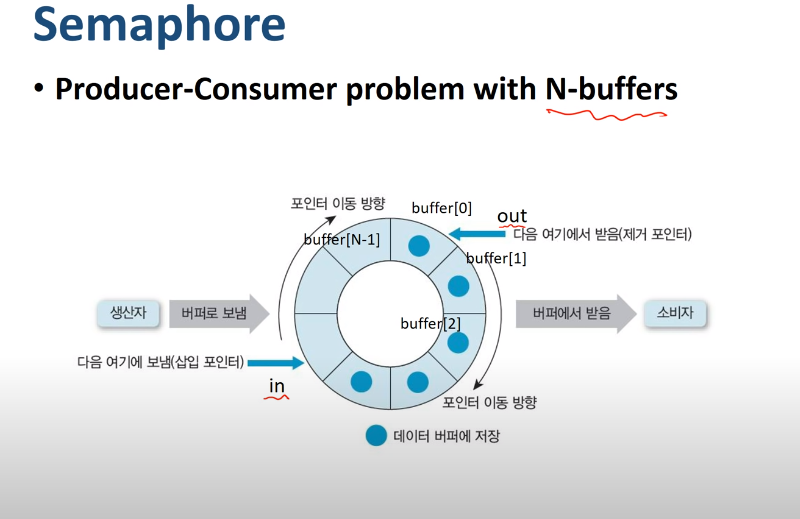 Semaphore
• Producer-Consumer problem with N-buffers
포인터 이동 방향
buffer[0]
out
buffer[N-1]
다음 여기에서 받음(제거 포인터)
buffer[1]
생산자
버퍼로 보냄
buffer[2]
버퍼에서 받음
소비자
다음 여기에 보냄(삽입 포인터)
in
포인터 이동 방향
데이터 버퍼에 저장